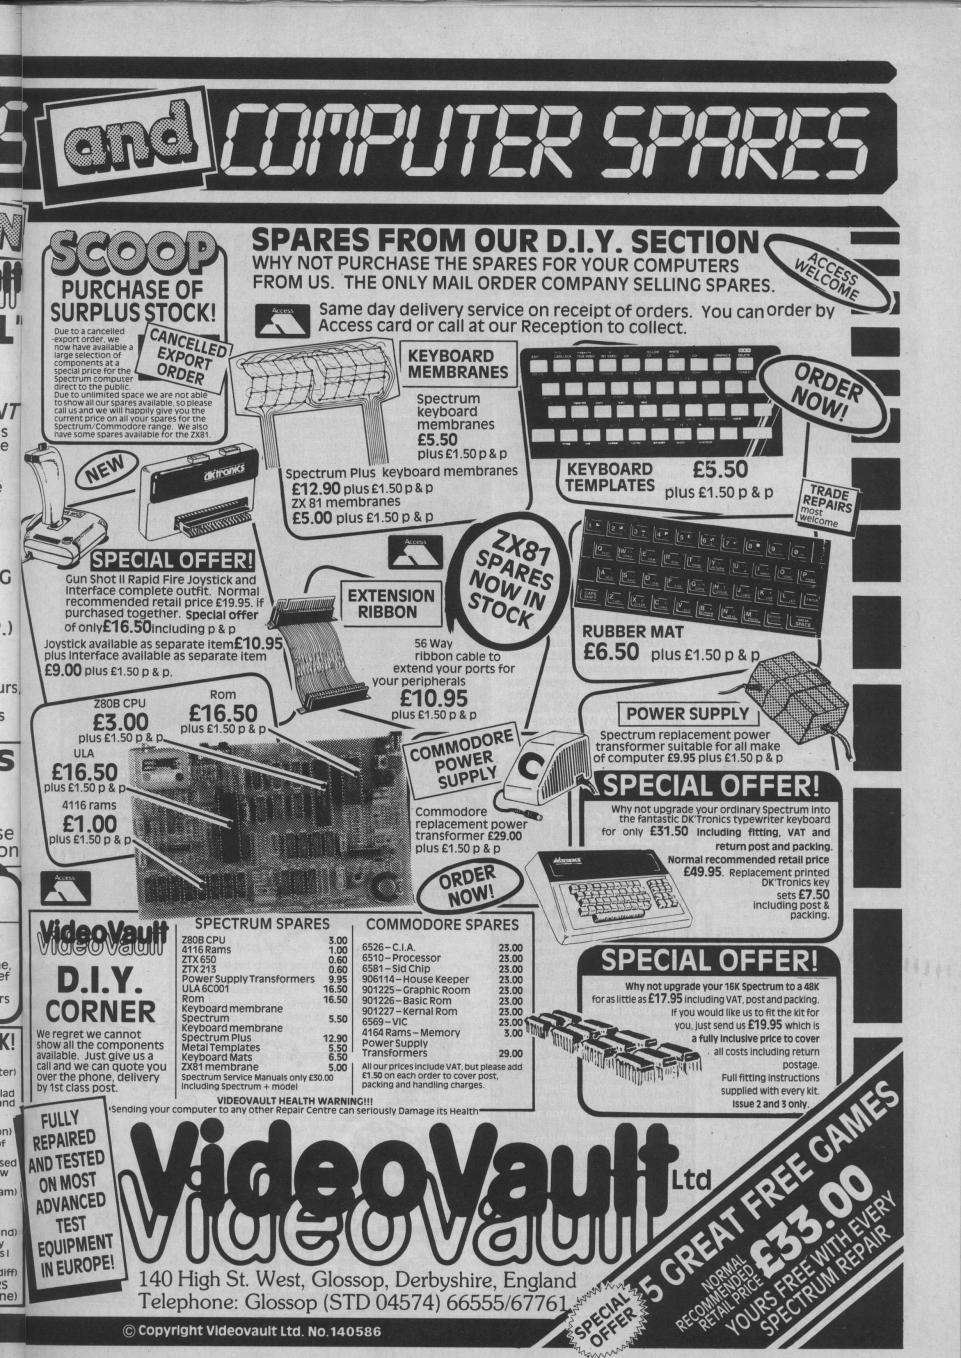 and COMPUTER SPARES
SCOOP
PURCHASE OF
SURPLUS STOCK!
Due to a cancelled
-export order, we
now have available a
large selection of
components at a
special price for the
Spectrum computer
direct to the public.
Due to unlimited space we are not able
to show all our spares available, so please
call us and we will happily give you the
current price on all your spares for the
Spectrum/Commodore range. We also
have some spares available for the ZX81.
CANCELLED
EXPORT
ORDER
SPARES FROM OUR D.I.Y. SECTION
WHY NOT PURCHASE THE SPARES FOR YOUR COMPUTERS
FROM US. THE ONLY MAIL ORDER COMPANY SELLING SPARES.
ACCESS
WELCOME
Access
Same day delivery service on receipt of orders. You can order by
Access card or call at our Reception to collect.
KEYBOARD
MEMBRANES
Spectrum
keyboard
membranes
£5.50
plus £1.50 p & p
Spectrum Plus keyboard membranes
£12.90 plus £1.50 p & p
ZX 81 membranes
£5.00 plus £1.50 p & p
ORDER
NOW!
KEYBOARD
TEMPLATES
£5.50
plus £1.50 p & p
TRADE
REPAIRS
most
welcome
NEW
dktronics
SPECIAL OFFER!
Gun Shot II Rapid Fire Joystick and
Interface complete outfit. Normal
recommended retail price £19.95. if
purchased together. Special offer
of only £16.50 including p & p
Joystick available as separate item £10.95
plus Interface available as separate item
£9.00 plus £1.50 p & p.
Access
ZX81
SPARES
NOW IN
STOCK
EXTENSION
RIBBON
56 Way
ribbon cable to
extend your ports for
your peripherals
£10.95
plus £1.50 p & p
RUBBER MAT
£6.50 plus £1.50 p & p
POWER SUPPLY
Spectrum replacement power
transformer suitable for all make
of computer £9.95 plus £1.50 p & p
Z80B CPU
£3.00
plus £1.50 p & p
Rom
£16.50
plus £1.50 p & p
ULA
£16.50
plus £1.50 p & p
4116 rams
£1.00
plus £1.50 p & p
COMMODORE
POWER
SUPPLY
Commodore
replacement power
transformer £29.00
plus £1.50 p & p
SPECIAL OFFER!
Why not upgrade your ordinary Spectrum into
the fantastic DK'Tronics typewriter keyboard
for only £31.50 including fitting, VAT and
return post and packing.
Normal recommended retail price
£49.95. Replacement printed
DK'Tronics key
sets £7.50
including post &
packing.
Access
ORDER
NOW!
VideoVault
D.I.Y.
CORNER
We regret we cannot
show all the components
available. Just give us a
call and we can quote you
over the phone, delivery
by 1st class post.
SPECTRUM SPARES
Z80B CPU 3.00
4116 Rams 1.00
ZTX 650 0.60
ZTX 213 0.60
Power Supply Transformers 9.95
ULA 6C001 16.50
Rom 16.50
Keyboard membrane
Spectrum 5.50
Keyboard membrane
Spectrum Plus 12.90
Metal Templates 5.50
Keyboard Mats 6.50
ZX81 membrane 5.00
Spectrum Service Manuals only £30.00
including Spectrum + model
COMMODORE SPARES
6526 – C.I.A. 23.00
6510 – Processor 23.00
6581 – Sid Chip 23.00
906114 – House Keeper 23.00
901225 – Graphic Room 23.00
901226 – Basic Rom 23.00
901227 – Kernal Rom 23.00
6569 – VIC 23.00
4164 Rams – Memory 3.00
Power Supply
Transformers 29.00
All our prices include VAT, but please add
£1.50 on each order to cover post,
packing and handling charges.
VIDEOVAULT HEALTH WARNING!!!
Sending your computer to any other Repair Centre can seriously Damage its Health
SPECIAL OFFER!
Why not upgrade your 16K Spectrum to a 48K
for as little as £17.95 including VAT, post and packing.
If you would like us to fit the kit for
you, just send us £19.95 which is
a fully inclusive price to cover
all costs including return
postage.
Full fitting instructions
supplied with every kit.
Issue 2 and 3 only.
FULLY
REPAIRED
AND TESTED
ON MOST
ADVANCED
TEST
EQUIPMENT
IN EUROPE!
VideoVault Ltd
VideoVault
140 High St. West, Glossop, Derbyshire, England
Telephone: Glossop (STD 04574) 66555/67761
SPECIAL
OFFER
5 GREAT FREE GAMES
NORMAL
RECOMMENDED
RETAIL PRICE £33.00
YOURS FREE WITH EVERY
SPECTRUM REPAIR
© Copyright Videovault Ltd. No. 140586